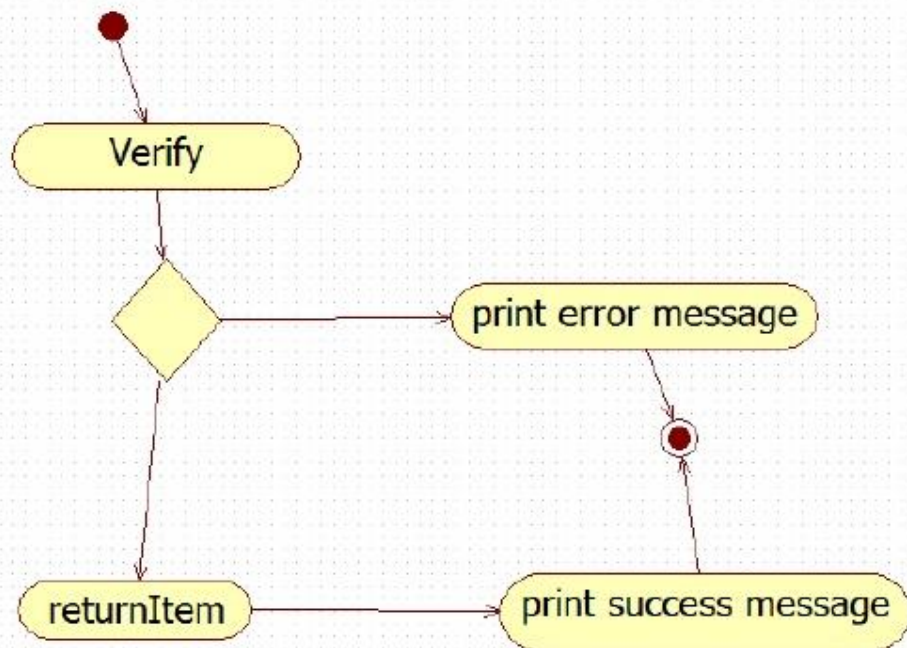 Verify
print error message
returnItem
print success message